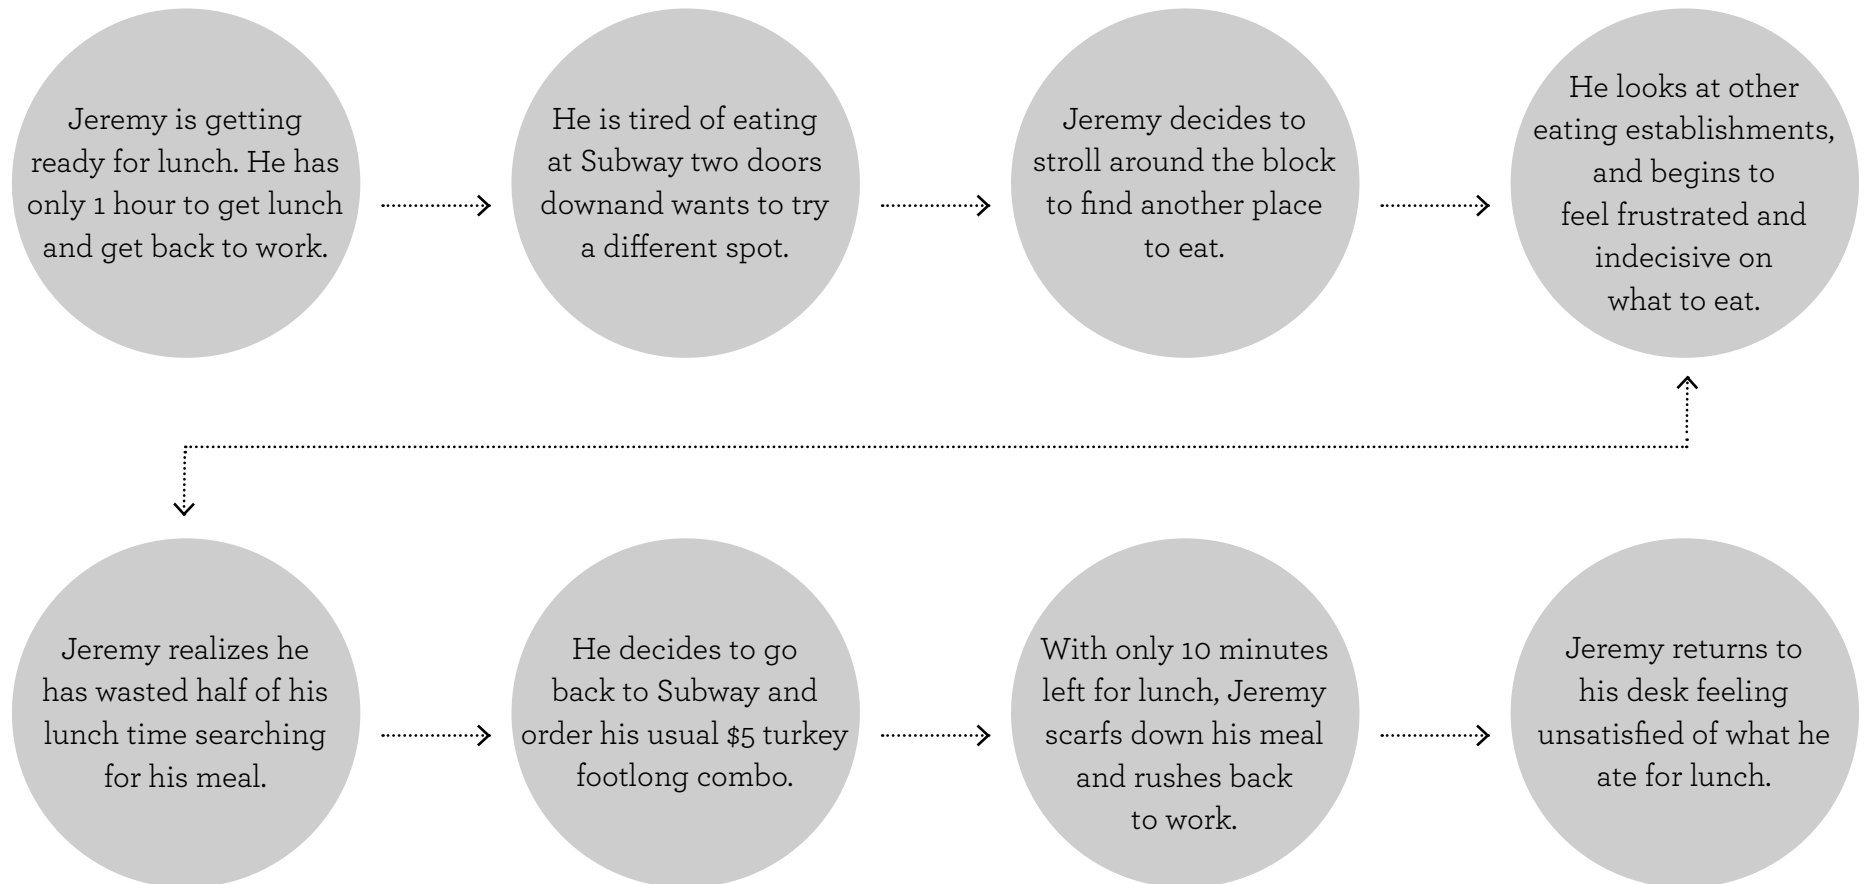 Jeremy is getting
ready for lunch. He has
only 1 hour to get lunch
and get back to work.
He is tired of eating
at Subway two doors
downand wants to try
a different spot.
Jeremy decides to
stroll around the block
to find another place
to eat.
He looks at other
eating establishments,
and begins to
feel frustrated and
indecisive on
what to eat.
Jeremy realizes he
has wasted half of his
lunch time searching
for his meal.
He decides to go
back to Subway and
order his usual $5 turkey
footlong combo.
With only 10 minutes
left for lunch, Jeremy
scarfs down his meal
and rushes back
to work.
Jeremy returns to
his desk feeling
unsatisfied of what he
ate for lunch.